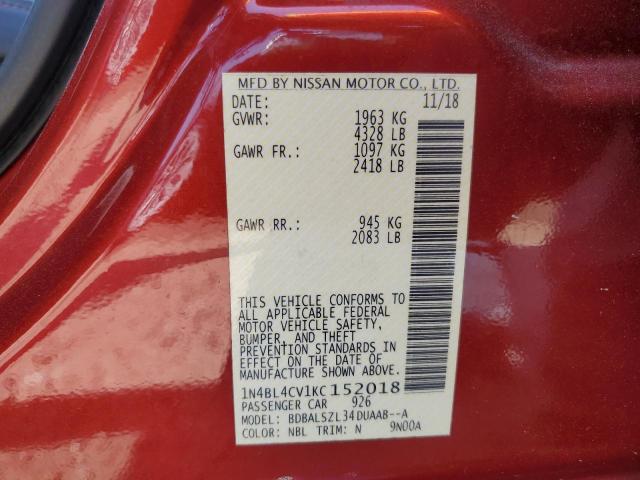 MFD BY NISSAN MOTOR CO., LTD.
DATE: 11/18
GVWR: 1963 KG
4328 LB
GAWR FR.: 1097 KG
2418 LB
GAWR RR.: 945 KG
2083 LB
THIS VEHICLE CONFORMS TO
ALL APPLICABLE FEDERAL
MOTOR VEHICLE SAFETY,
BUMPER, AND THEFT
PREVENTION STANDARDS IN
EFFECT ON THE DATE OF
MANUFACTURE SHOWN ABOVE.
1N4BL4CV1KC152018
PASSENGER CAR 926
MODEL: BDBALSZL34DUAAB--A
COLOR: NBL TRIM: N 9N00A